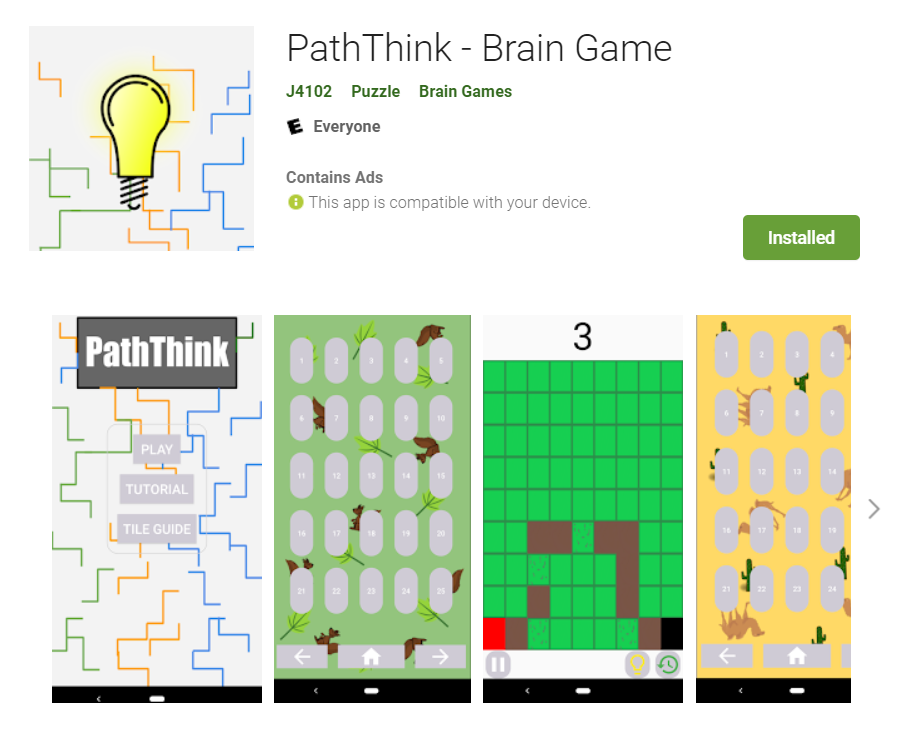 PathThink - Brain Game
J4102 Puzzle Brain Games
E Everyone
Contains Ads
This app is compatible with your device.
Installed
PathThink
PLAY
TUTORIAL
TILE GUIDE
1 2 3 4 5
6 7 8 9 10
11 12 13 14 15
16 17 18 19 20
21 22 23 24 25
3
1 2 3 4
6 7 8 9
11 12 13 14
16 17 18 19
21 22 23 24